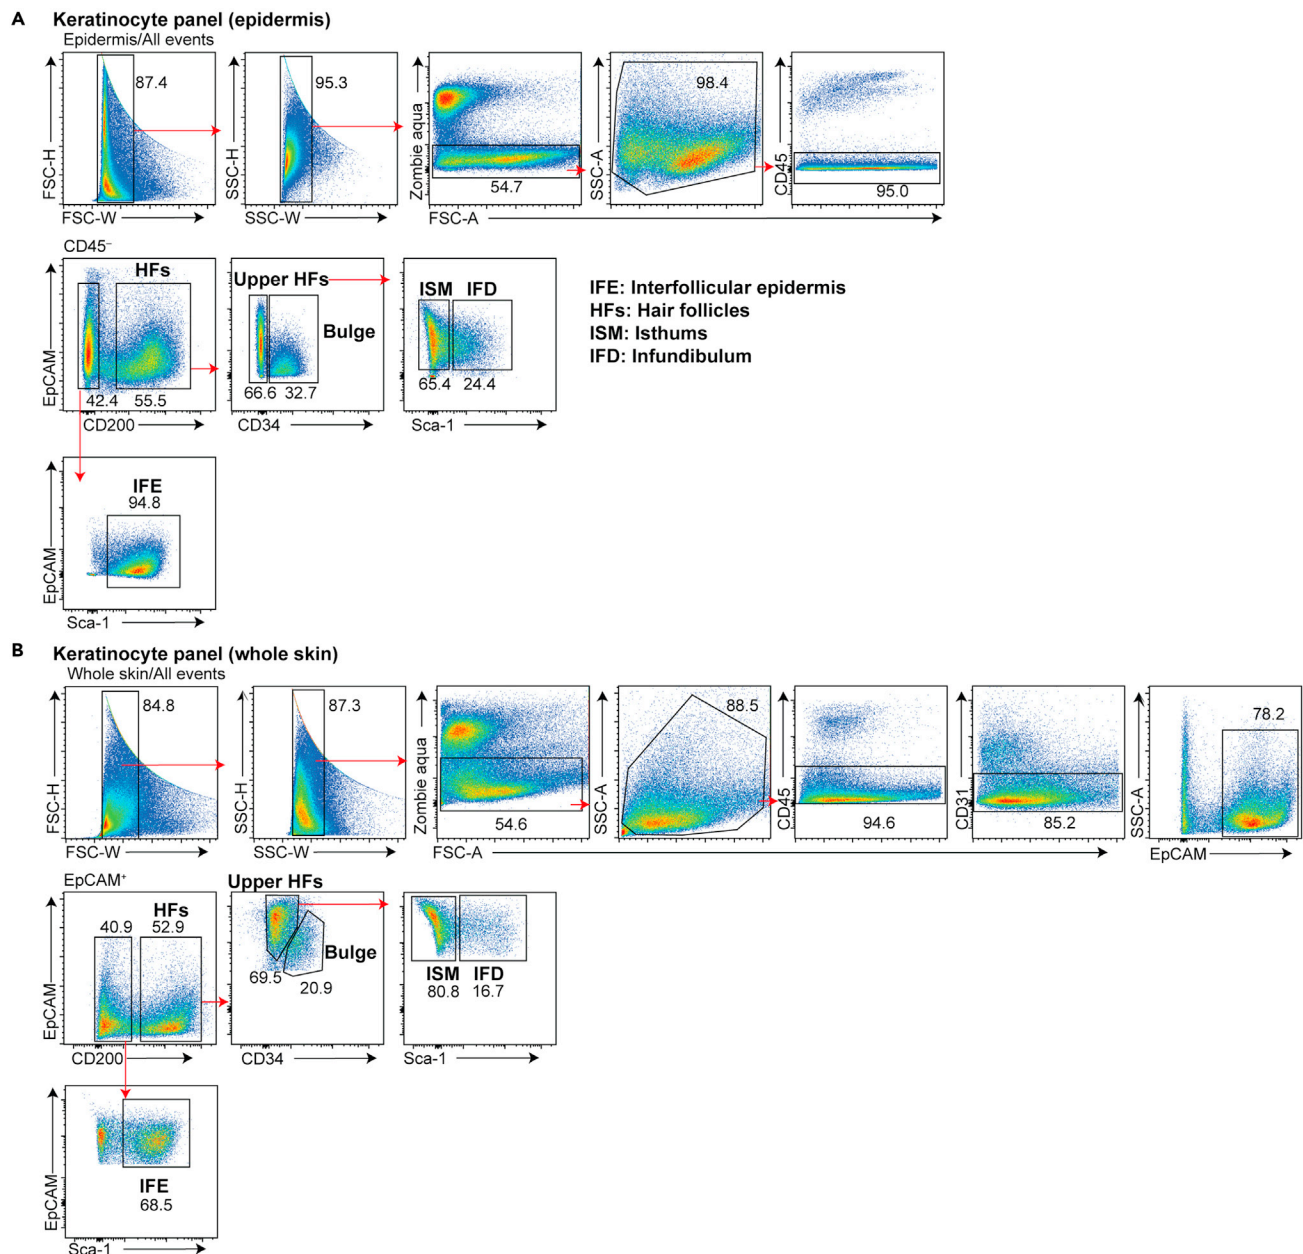 A Keratinocyte panel (epidermis)
Epidermis/All events
87.4
FSC-H
FSC-W
95.3
SSC-H
SSC-W
Zombie aqua
54.7
FSC-A
98.4
SSC-A
CD45
95.0
CD45–
HFs
EpCAM
42.4 55.5
CD200
Upper HFs
Bulge
66.6 32.7
CD34
ISM IFD
65.4 24.4
Sca-1
IFE: Interfollicular epidermis
HFs: Hair follicles
ISM: Isthums
IFD: Infundibulum
IFE
94.8
EpCAM
Sca-1
B Keratinocyte panel (whole skin)
Whole skin/All events
84.8
FSC-H
FSC-W
87.3
SSC-H
SSC-W
Zombie aqua
54.6
FSC-A
88.5
SSC-A
CD45
94.6
CD31
85.2
78.2
SSC-A
EpCAM
EpCAM+
HFs
40.9 52.9
EpCAM
CD200
Upper HFs
Bulge
69.5
20.9
CD34
ISM IFD
80.8 16.7
Sca-1
EpCAM
IFE
68.5
Sca-1